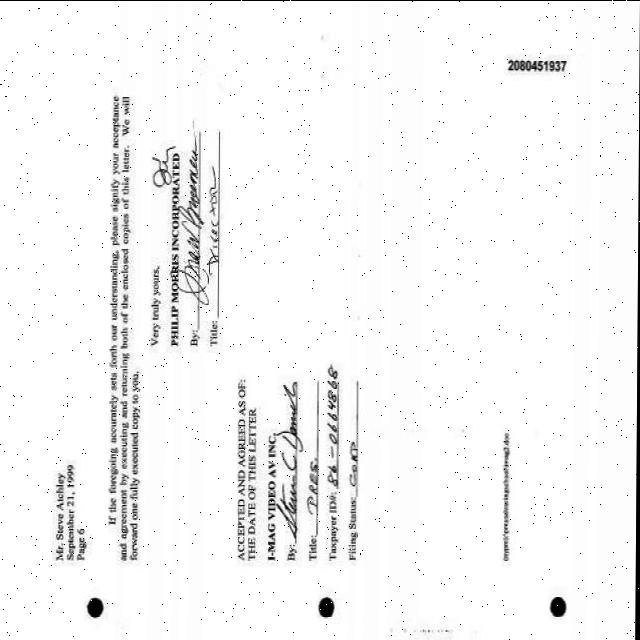 Mr. Steve Atchley
September 21, 1999
Page 6
If the foregoing accurately sets forth our understanding, please signify your acceptance
and agreement by executing and returning both of the enclosed copies of this letter. We will
forward one fully executed copy to you.
Very truly yours,
PHILIP MORRIS INCORPORATED
By:
Title: Director
ACCEPTED AND AGREED AS OF:
THE DATE OF THIS LETTER
I-MAG VIDEO AV INC.
By:
Title: PRES.
Taxpayer ID#: 86-0664868
Filing Status: CORP
2080451937